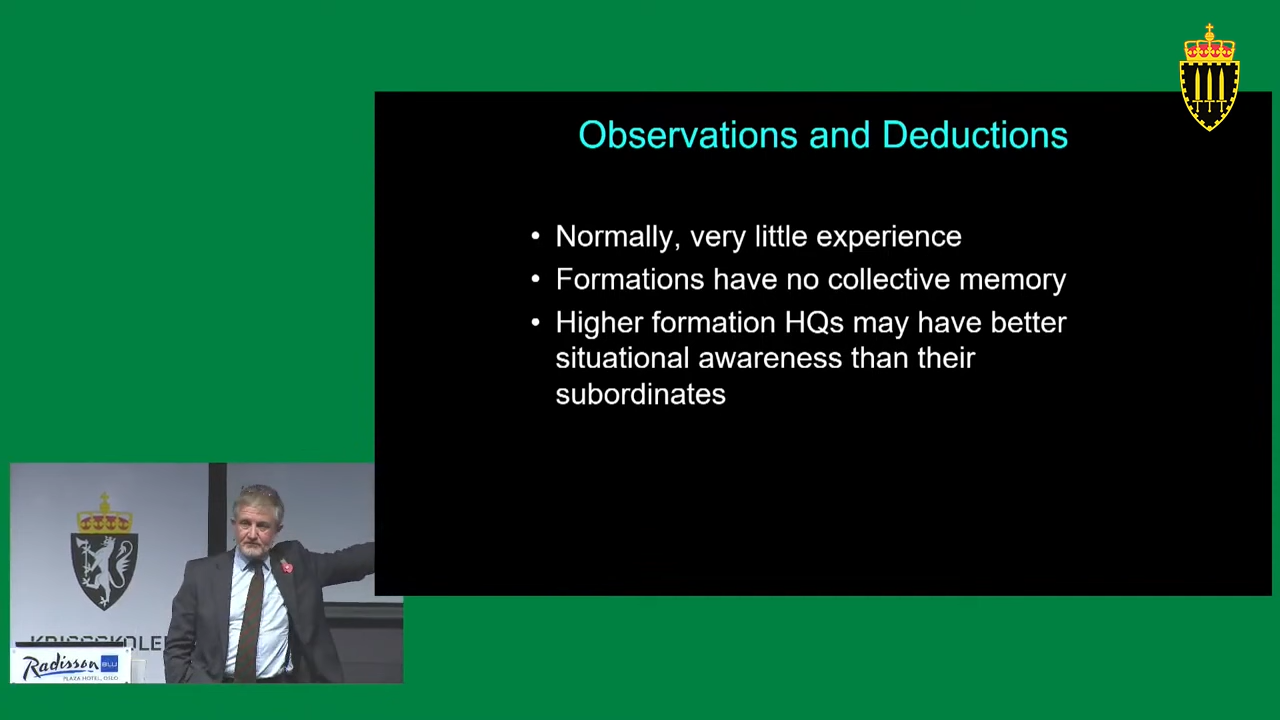 Observations and Deductions
• Normally, very little experience
• Formations have no collective memory
• Higher formation HQs may have better
situational awareness than their
subordinates
Radisson BLU
PLAZA HOTEL, OSLO